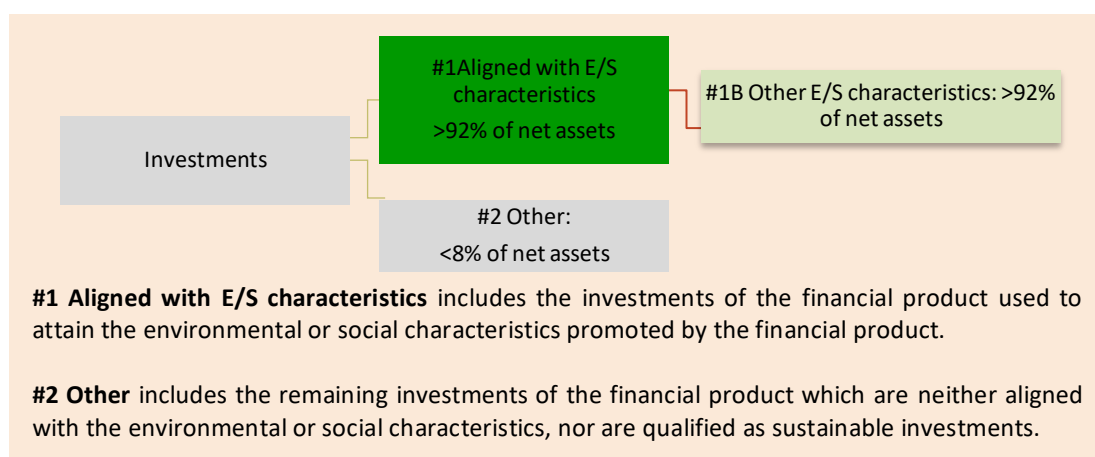 #1Aligned with E/S
characteristics
>92% of net assets
#1B Other E/S characteristics: >92%
of net assets
Investments
#2 Other:
<8% of net assets
#1 Aligned with E/S characteristics includes the investments of the financial product used to
attain the environmental or social characteristics promoted by the financial product.
#2 Other includes the remaining investments of the financial product which are neither aligned
with the environmental or social characteristics, nor are qualified as sustainable investments.